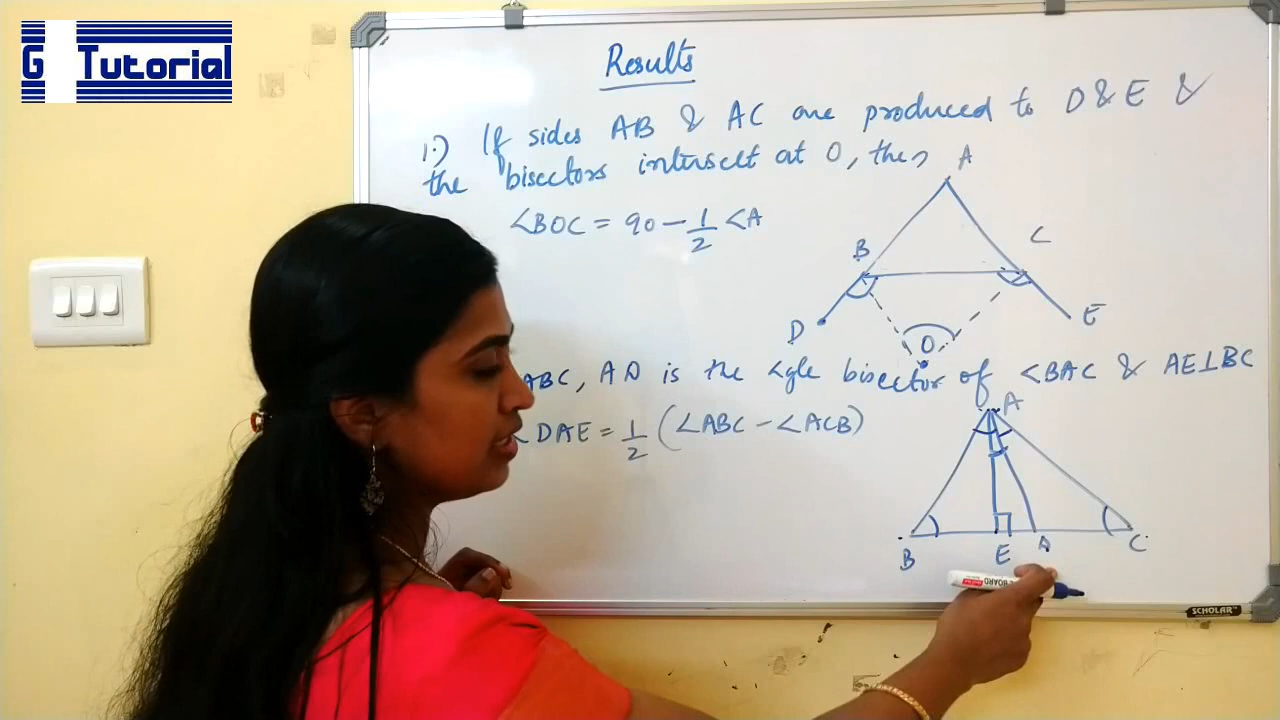 G Tutorial
Results
1.) If sides AB & AC are produced to D & E &
the bisectors intersect at O, then
∠BOC = 90 - 1/2 ∠A
A
B
C
D
E
O
ABC, AD is the ∠gle bisector of ∠BAC & AE⊥BC
∠DAE = 1/2 (∠ABC - ∠ACB)
A
B
E
C
BOARD
SCHOLAR